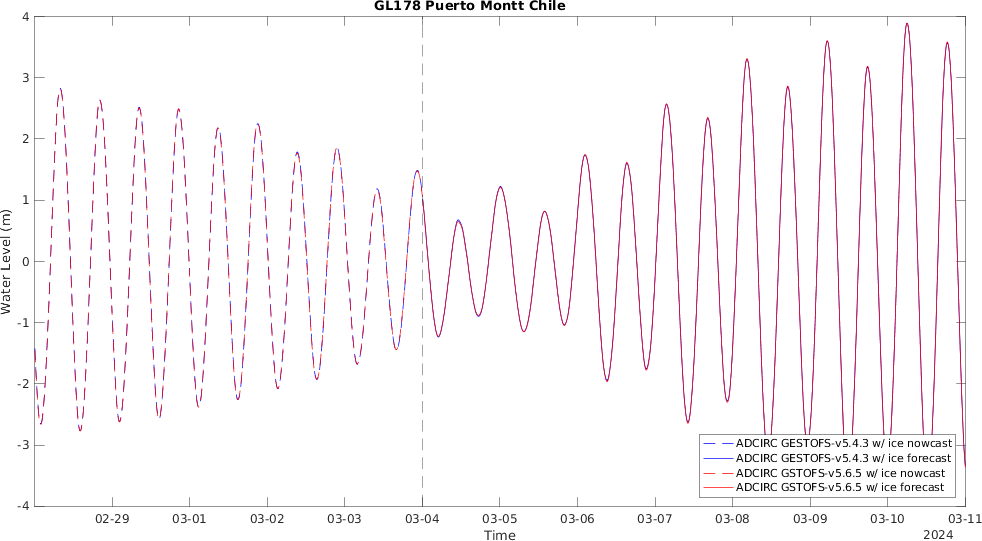 GL178 Puerto Montt Chile
4
3
2
1
0
-1
-2
-3
-4
Water Level (m)
ADCIRC GESTOFS-v5.4.3 w/ ice nowcast
ADCIRC GESTOFS-v5.4.3 w/ ice forecast
ADCIRC GSTOFS-v5.6.5 w/ ice nowcast
ADCIRC GSTOFS-v5.6.5 w/ ice forecast
02-29 03-01 03-02 03-03 03-04 03-05 03-06 03-07 03-08 03-09 03-10 03-11
Time
2024